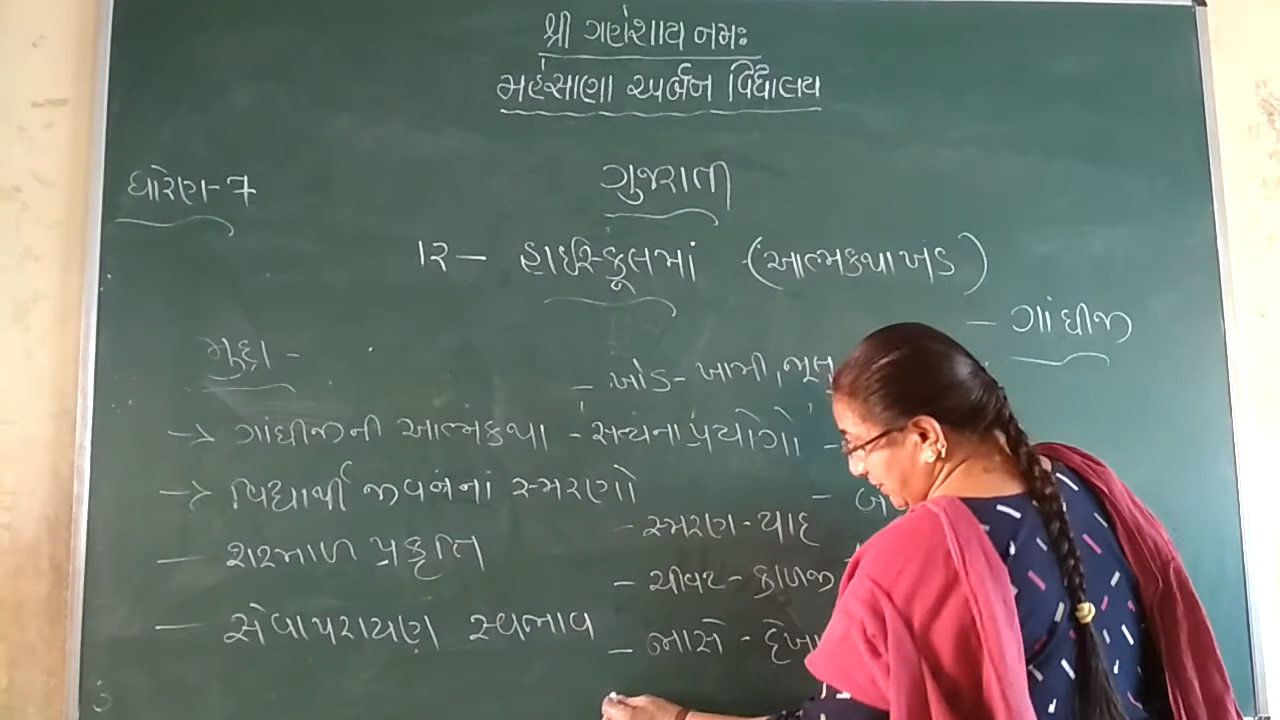 શ્રી ગણેશાય નમઃ
મહેસાણા અર્બન વિદ્યાલય
ધોરણ-7
ગુજરાતી
૧૨ - હાઈસ્કૂલમાં (આત્મકથા ખંડ)
- ગાંધીજી
મુદ્દા -
- ખોડ - ખામી, ભૂલ
-> ગાંધીજીની આત્મકથા - 'સત્યના પ્રયોગો' -
-> વિદ્યાર્થી જીવનનાં સ્મરણો
- સ્મરણ - યાદ
- શરમાળ પ્રકૃતિ
- ચીવટ - કાળજી
- સેવાપરાયણ સ્વભાવ
- ભાસે -